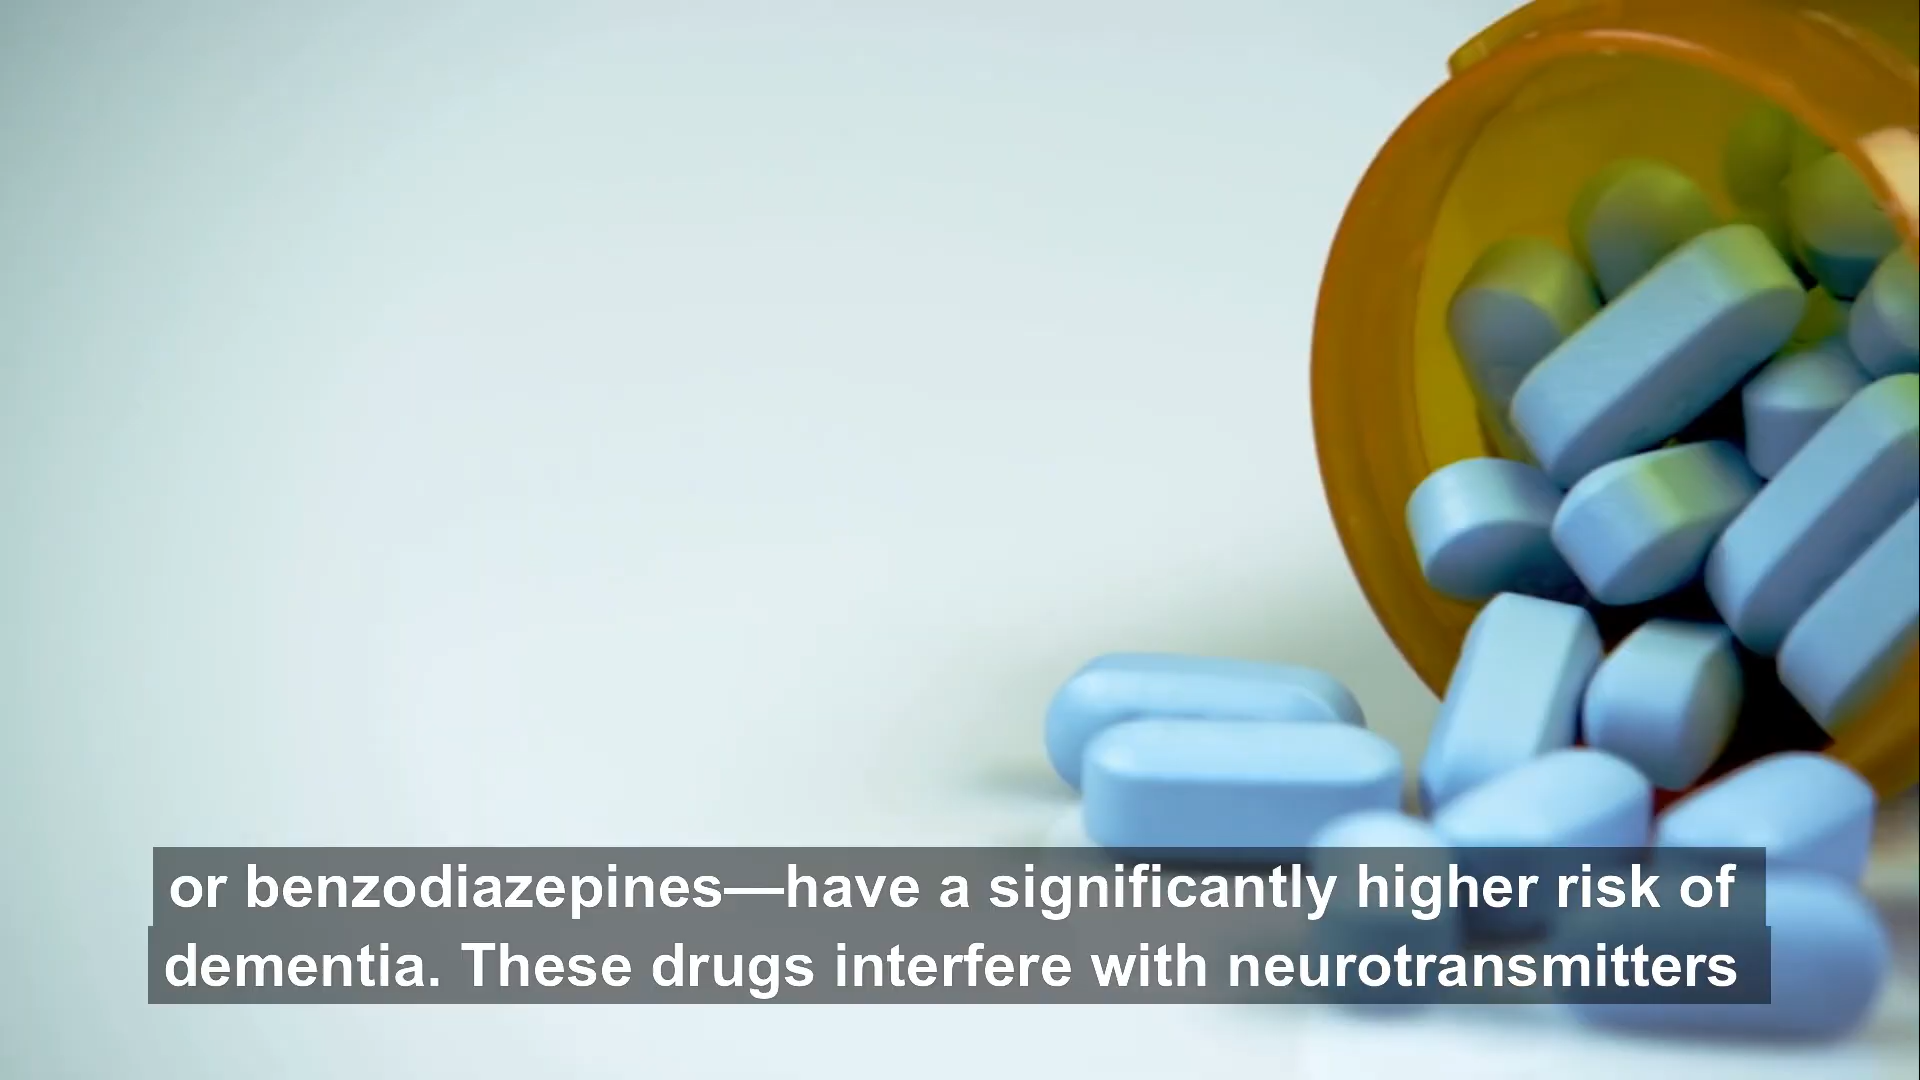 or benzodiazepines—have a significantly higher risk of
dementia. These drugs interfere with neurotransmitters